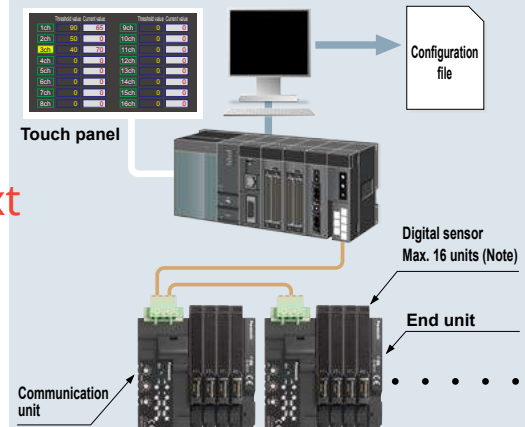 Threshold value Current value Threshold value Current value
1ch 90 65 9ch 0 0
2ch 50 0 10ch 0 0
3ch 40 70 11ch 0 0
4ch 0 0 12ch 0 0
5ch 0 0 13ch 0 0
6ch 0 0 14ch 0 0
7ch 0 0 15ch 0 0
8ch 0 0 16ch 0 0
Configuration
file
Touch panel
xt
Digital sensor
Max. 16 units (Note)
End unit
Communication
unit
Panasonic
Panasonic